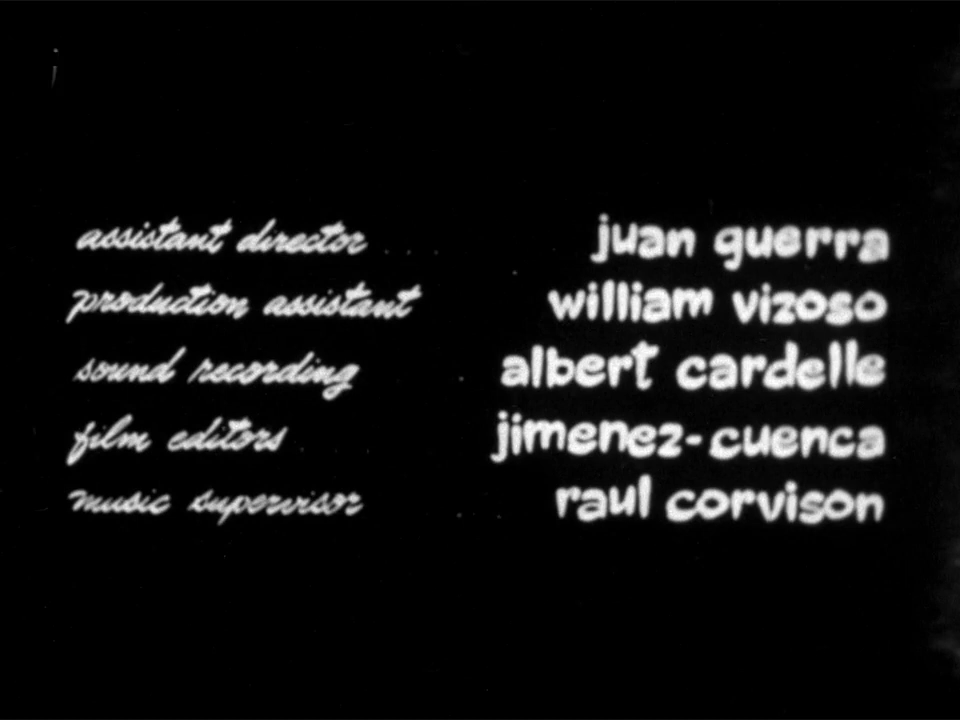 assistant director . . . juan guerra
production assistant william vizoso
sound recording albert cardelle
film editors jimenez-cuenca
music supervisor raul corvison